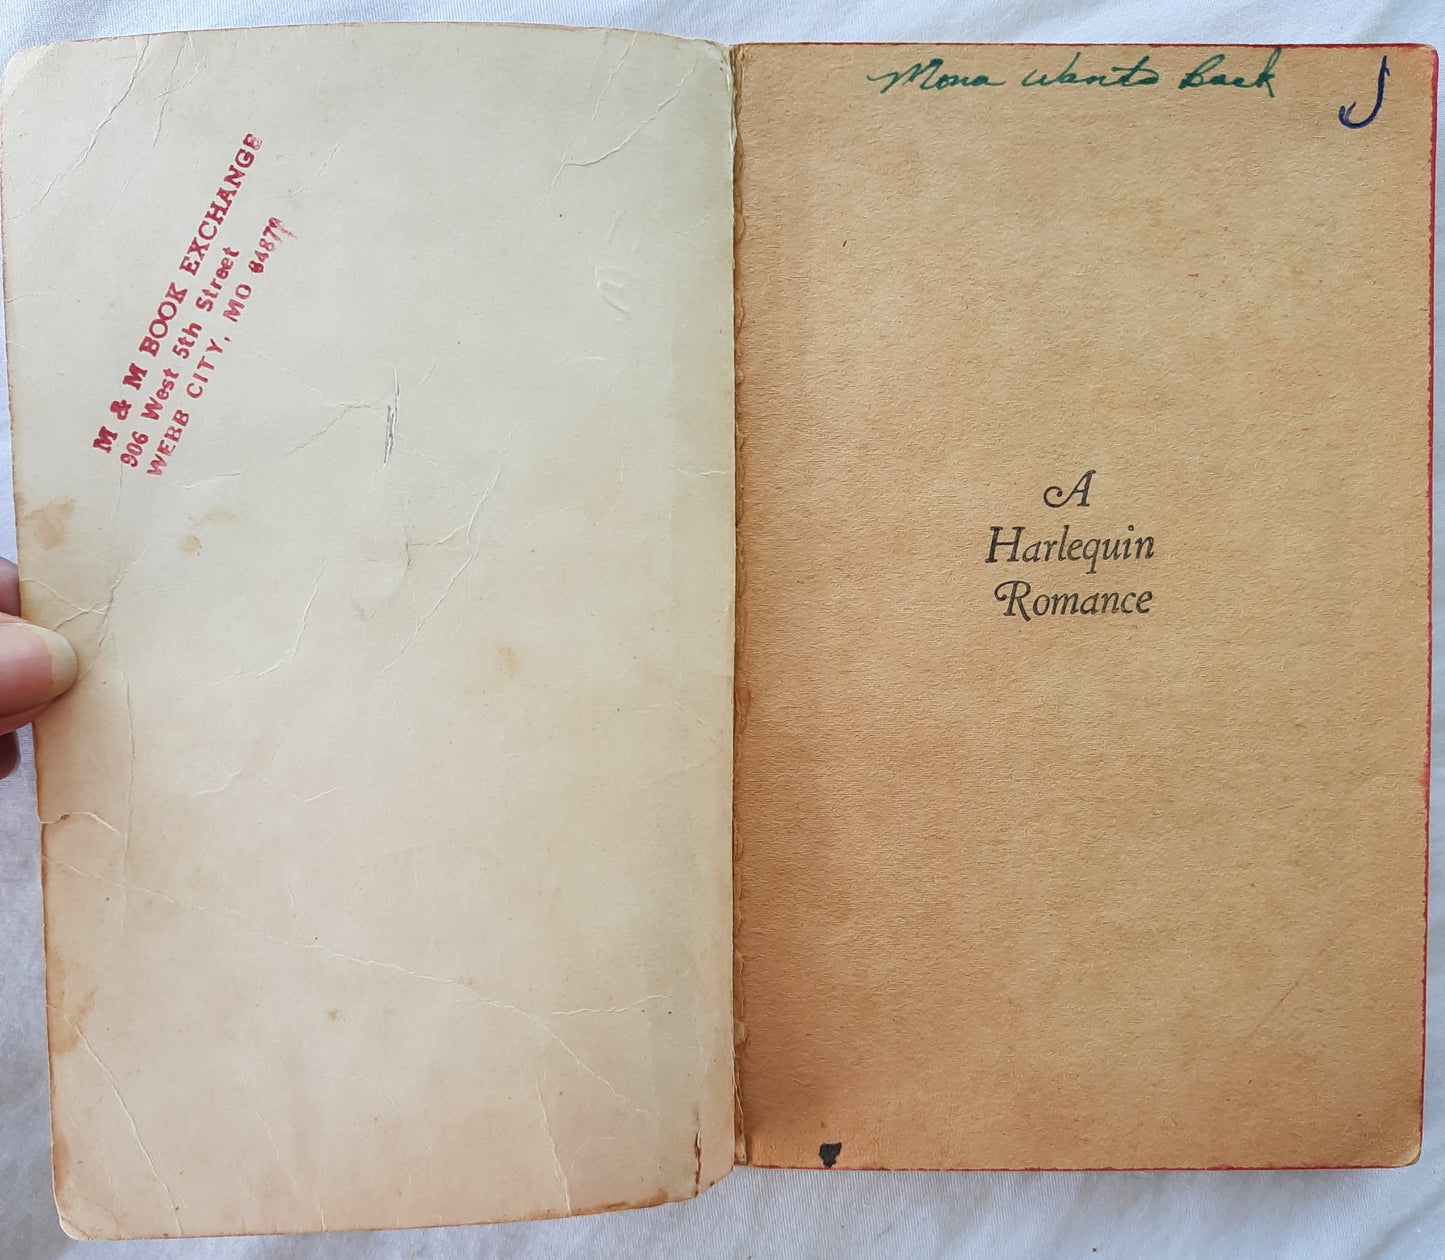 M & M BOOK EXCHANGE
906 West 5th Street
WEBB CITY, MO 64870
Mona wants back
J
A
Harlequin
Romance